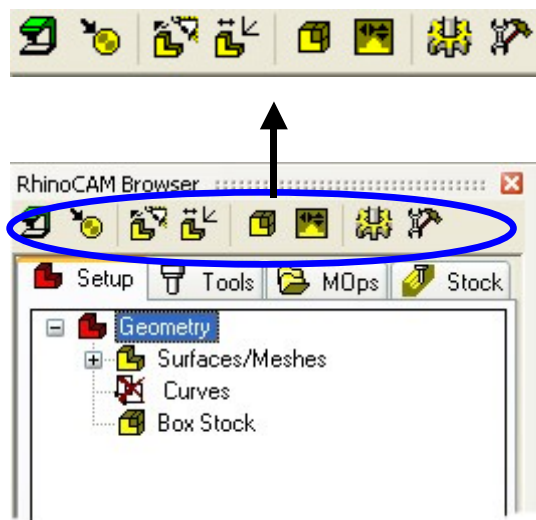 RhinoCAM Browser
Setup Tools MOps Stock
Geometry
Surfaces/Meshes
Curves
Box Stock